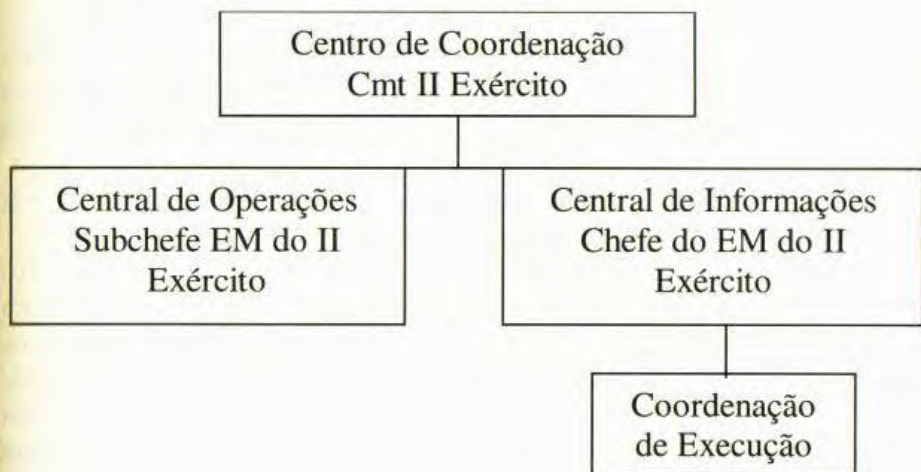 Centro de Coordenação
Cmt II Exército
Central de Operações
Subchefe EM do II
Exército
Central de Informações
Chefe do EM do II
Exército
Coordenação
de Execução